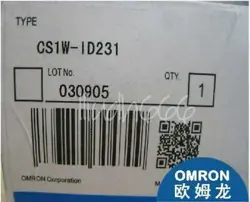 TYPE
CS1W-ID231
LOT No.
QTY.
030905
1
OMRON Corporation
OMRON
欧姆龙